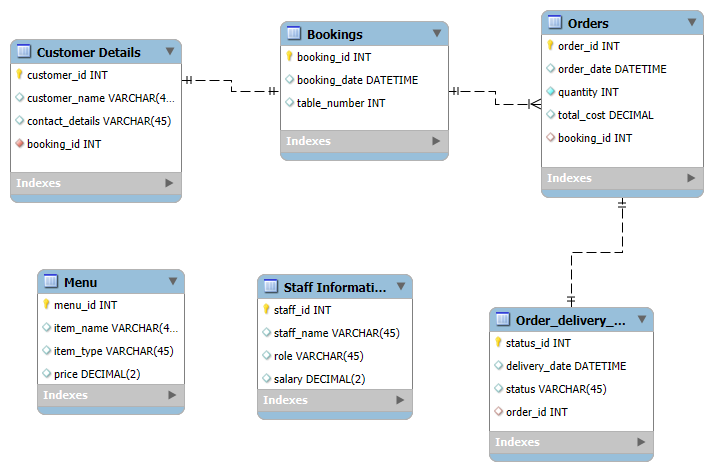 Customer Details
customer_id INT
customer_name VARCHAR(4...
contact_details VARCHAR(45)
booking_id INT
Indexes
Bookings
booking_id INT
booking_date DATETIME
table_number INT
Indexes
Orders
order_id INT
order_date DATETIME
quantity INT
total_cost DECIMAL
booking_id INT
Indexes
Menu
menu_id INT
item_name VARCHAR(4...
item_type VARCHAR(45)
price DECIMAL(2)
Indexes
Staff Informati...
staff_id INT
staff_name VARCHAR(45)
role VARCHAR(45)
salary DECIMAL(2)
Indexes
Order_delivery_...
status_id INT
delivery_date DATETIME
status VARCHAR(45)
order_id INT
Indexes